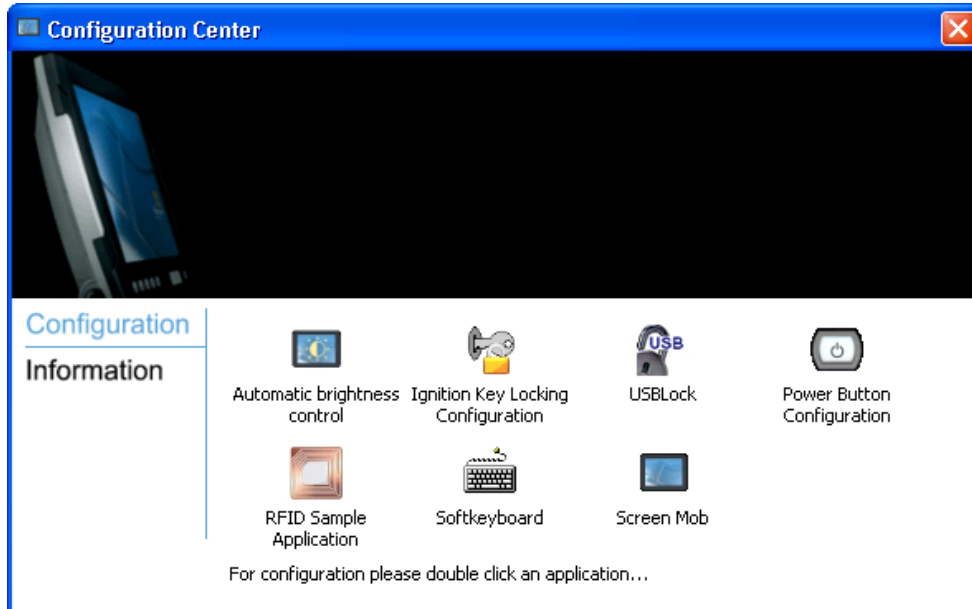 Configuration Center
Configuration
Information
Automatic brightness
control
Ignition Key Locking
Configuration
USB
USBLock
Power Button
Configuration
RFID Sample
Application
Softkeyboard
Screen Mob
For configuration please double click an application...